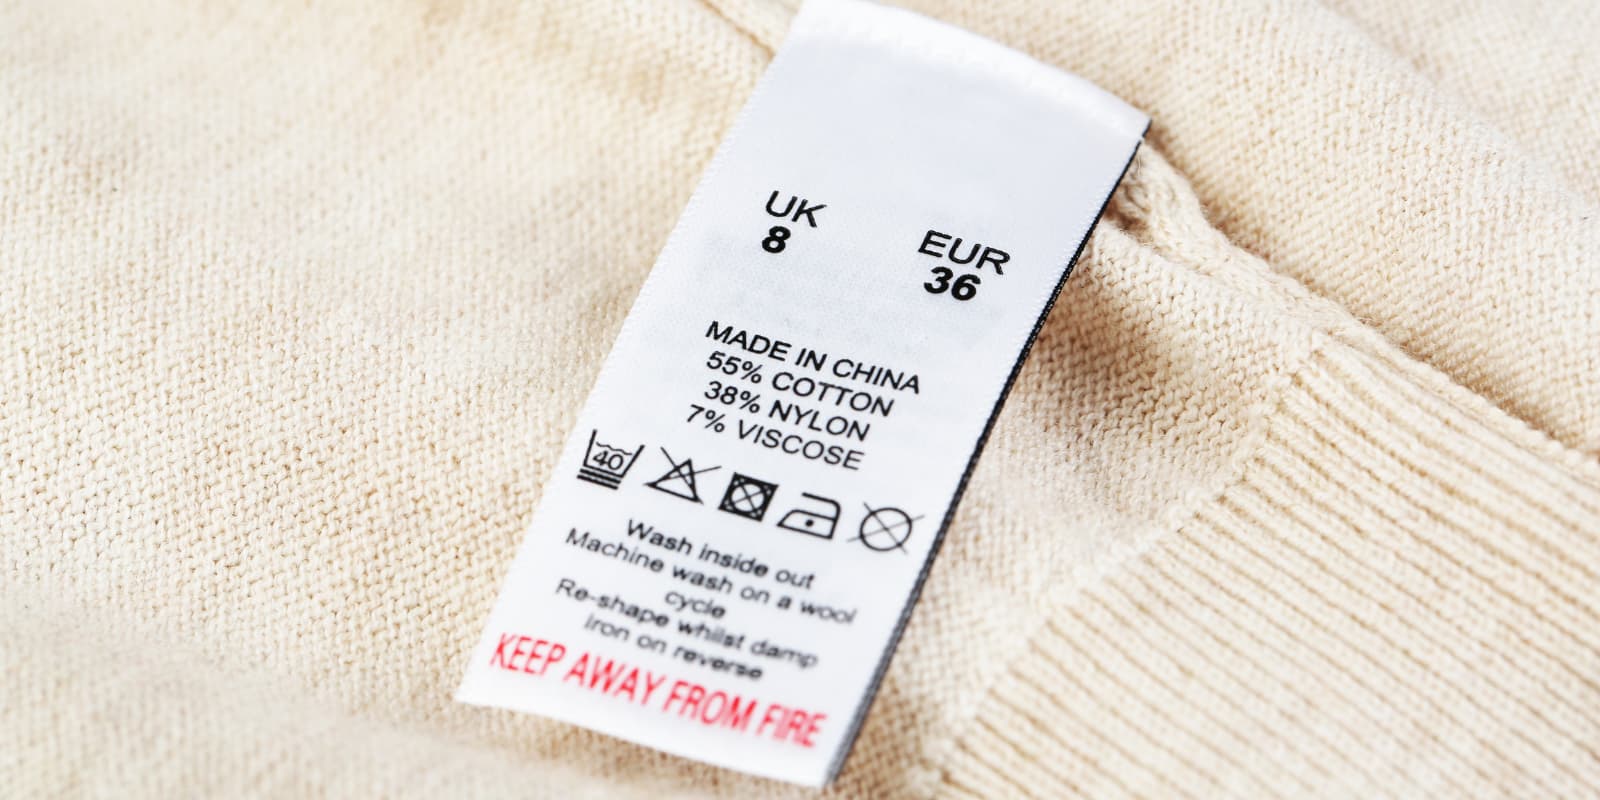 UK
8
EUR
36
MADE IN CHINA
55% COTTON
38% NYLON
7% VISCOSE
40
Wash inside out
Machine wash on a wool
cycle
Re-shape whilst damp
Iron on reverse
KEEP AWAY FROM FIRE